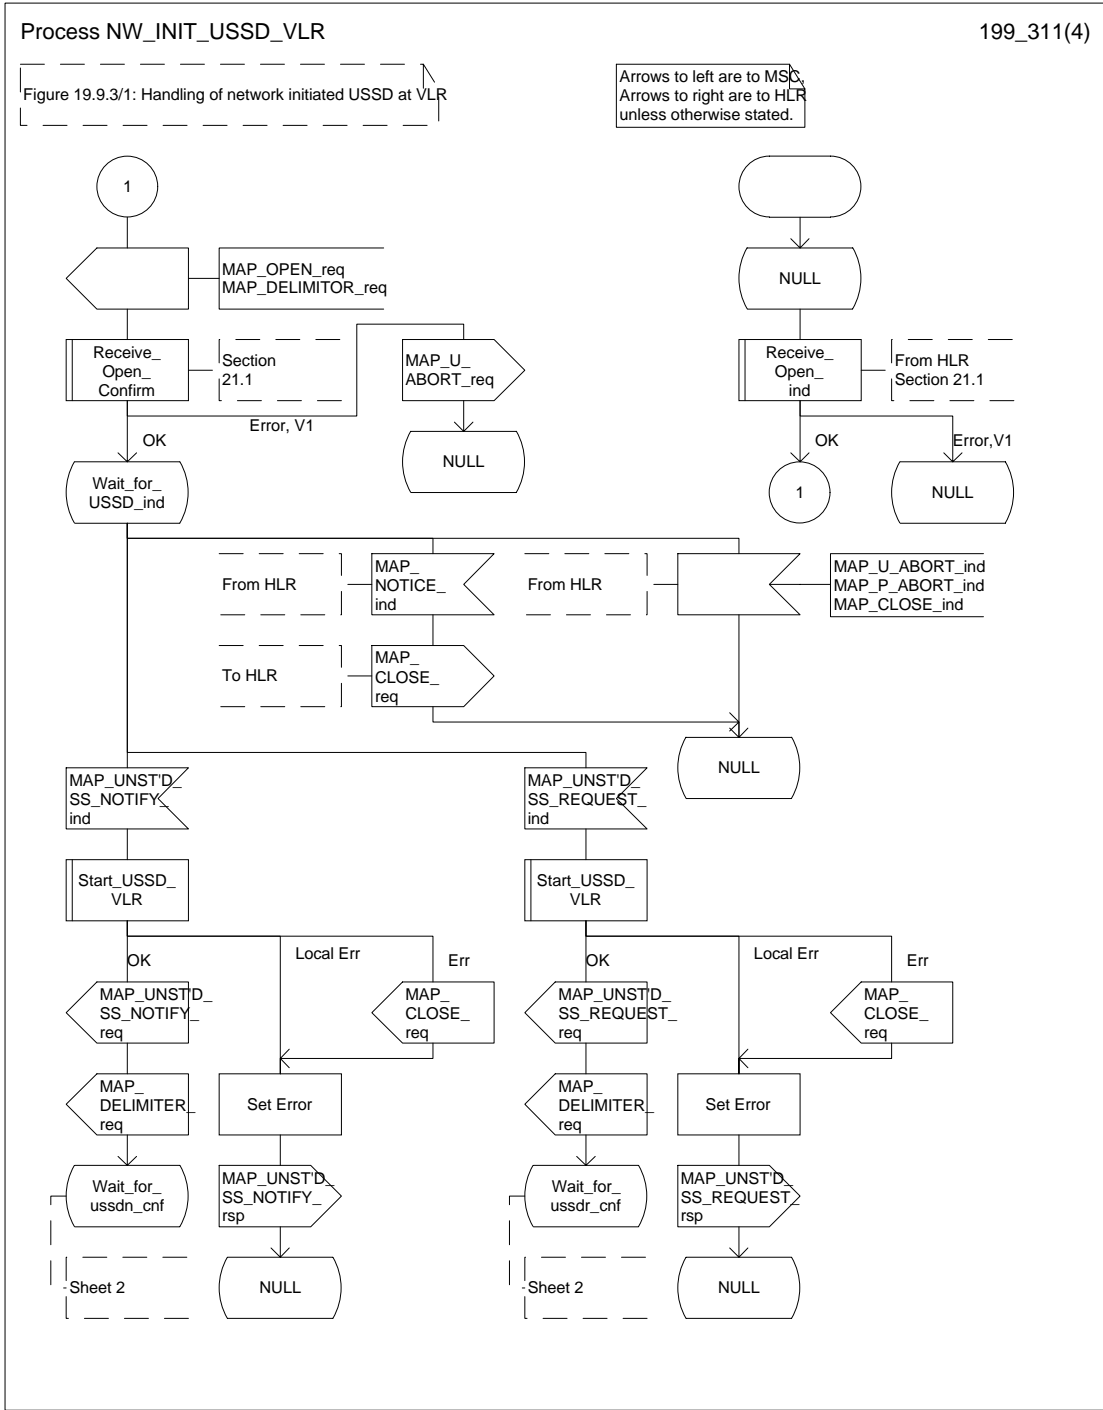 Process NW_INIT_USSD_VLR
199_311(4)
Figure 19.9.3/1: Handling of network initiated USSD at VLR
Arrows to left are to MSC,
Arrows to right are to HLR
unless otherwise stated.
1
MAP_OPEN_req
MAP_DELIMITOR_req
NULL
Receive_
Open_
Confirm
Section
21.1
MAP_U_
ABORT_req
Receive_
Open_
ind
From HLR
Section 21.1
Error, V1
OK
OK
Error,V1
Wait_for_
USSD_ind
NULL
1
NULL
From HLR
MAP_
NOTICE_
ind
From HLR
MAP_U_ABORT_ind
MAP_P_ABORT_ind
MAP_CLOSE_ind
To HLR
MAP_
CLOSE_
req
NULL
MAP_UNST'D_
SS_NOTIFY_
ind
MAP_UNST'D_
SS_REQUEST_
ind
Start_USSD_
VLR
Start_USSD_
VLR
OK
Local Err
Err
OK
Local Err
Err
MAP_UNST'D_
SS_NOTIFY_
req
MAP_
CLOSE_
req
MAP_UNST'D_
SS_REQUEST_
req
MAP_
CLOSE_
req
MAP_
DELIMITER_
req
Set Error
MAP_
DELIMITER_
req
Set Error
Wait_for_
ussdn_cnf
MAP_UNST'D_
SS_NOTIFY_
rsp
Wait_for_
ussdr_cnf
MAP_UNST'D_
SS_REQUEST_
rsp
Sheet 2
NULL
Sheet 2
NULL